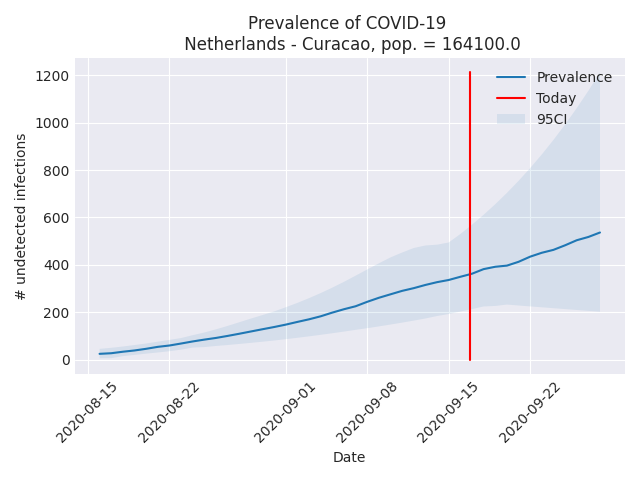 Prevalence of COVID-19
Netherlands - Curacao, pop. = 164100.0
Prevalence
Today
95CI
# undetected infections
1200
1000
800
600
400
200
0
2020-08-15
2020-08-22
2020-09-01
2020-09-08
2020-09-15
2020-09-22
Date